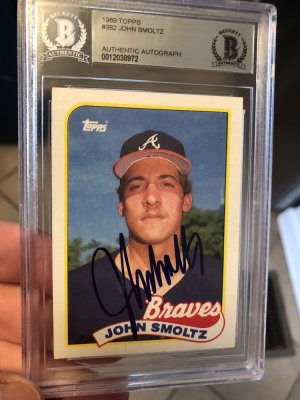 BECKETT
AUTHENTIC
1989 TOPPS
#382 JOHN SMOLTZ
AUTHENTIC AUTOGRAPH
0012038972
BECKETT
AUTHENTIC
Topps
A
Braves
JOHN SMOLTZ